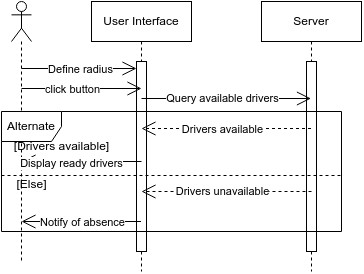 User Interface
Server
Define radius
click button
Query available drivers
Alternate
Drivers available
[Drivers available]
Display ready drivers
[Else]
Drivers unavailable
Notify of absence